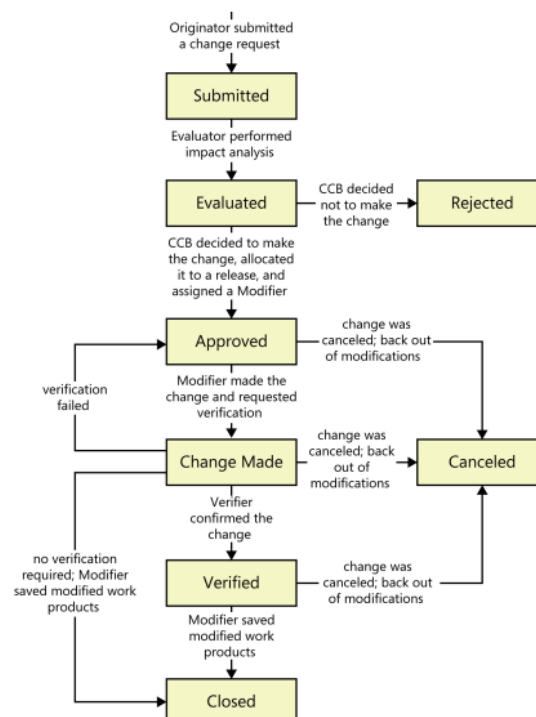 Originator submitted
a change request
Submitted
Evaluator performed
impact analysis
Evaluated
CCB decided
not to make
the change
Rejected
CCB decided to make
the change, allocated
it to a release, and
assigned a Modifier
Approved
change was
canceled; back out
of modifications
verification
failed
Modifier made the
change and requested
verification
Change Made
change was
canceled; back
out of
modifications
Canceled
Verifier
confirmed the
change
no verification
required; Modifier
saved modified work
products
Verified
change was
canceled; back out
of modifications
Modifier saved
modified work
products
Closed